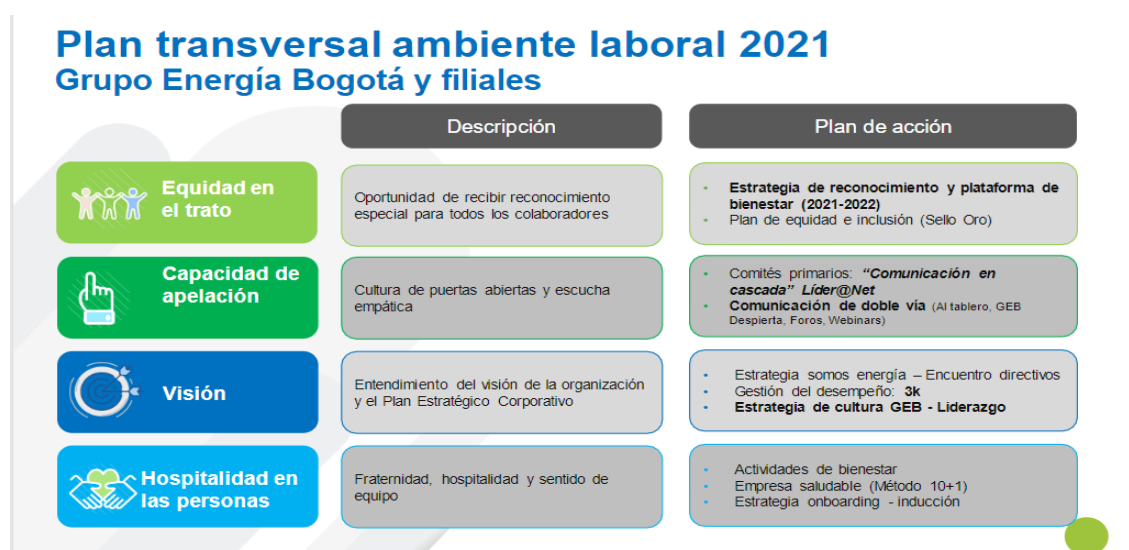 Plan transversal ambiente laboral 2021
Grupo Energía Bogotá y filiales
Descripción
Plan de acción
Equidad en
el trato
Oportunidad de recibir reconocimiento
especial para todos los colaboradores
• Estrategia de reconocimiento y plataforma de
bienestar (2021-2022)
• Plan de equidad e inclusión (Sello Oro)
Capacidad de
apelación
Cultura de puertas abiertas y escucha
empática
• Comités primarios: “Comunicación en
cascada” Líder@Net
• Comunicación de doble vía (Al tablero, GEB
Despierta, Foros, Webinars)
Visión
Entendimiento del visión de la organización
y el Plan Estratégico Corporativo
• Estrategia somos energía – Encuentro directivos
• Gestión del desempeño: 3k
• Estrategia de cultura GEB - Liderazgo
Hospitalidad en
las personas
Fraternidad, hospitalidad y sentido de
equipo
• Actividades de bienestar
• Empresa saludable (Método 10+1)
• Estrategia onboarding - inducción